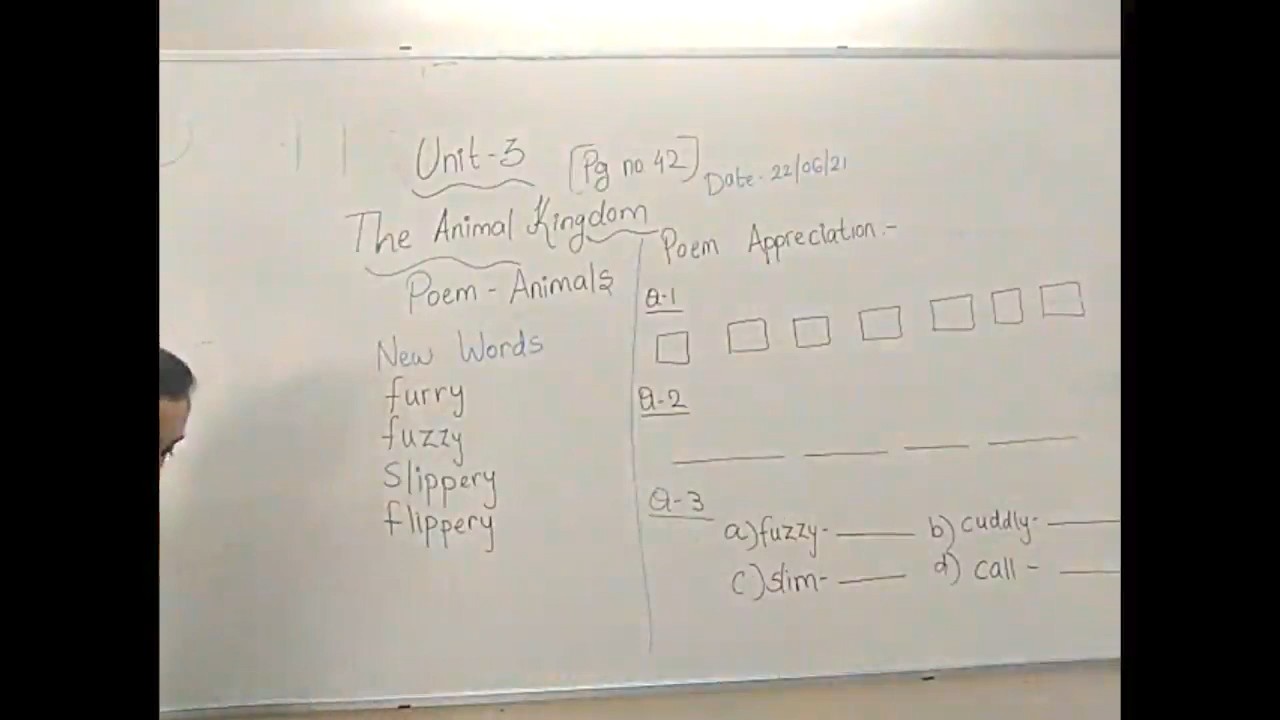 Unit-3 [Pg no 42] Date. 22/06/21
The Animal Kingdom
Poem - Animals
New Words
furry
fuzzy
Slippery
flippery
Poem Appreciation:-
Q-1
Q-2
Q-3
a) fuzzy- b) cuddly-
c) slim- d) call -